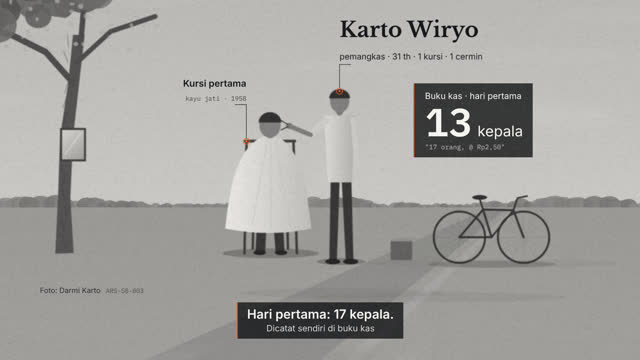 Karto Wiryo
pemangkas · 31 th · 1 kursi · 1 cermin
Kursi pertama
kayu jati · 1958
Buku kas · hari pertama
13 kepala
"17 orang, @ Rp2,50"
Foto: Darmi Karto ARS-58-003
Hari pertama: 17 kepala.
Dicatat sendiri di buku kas